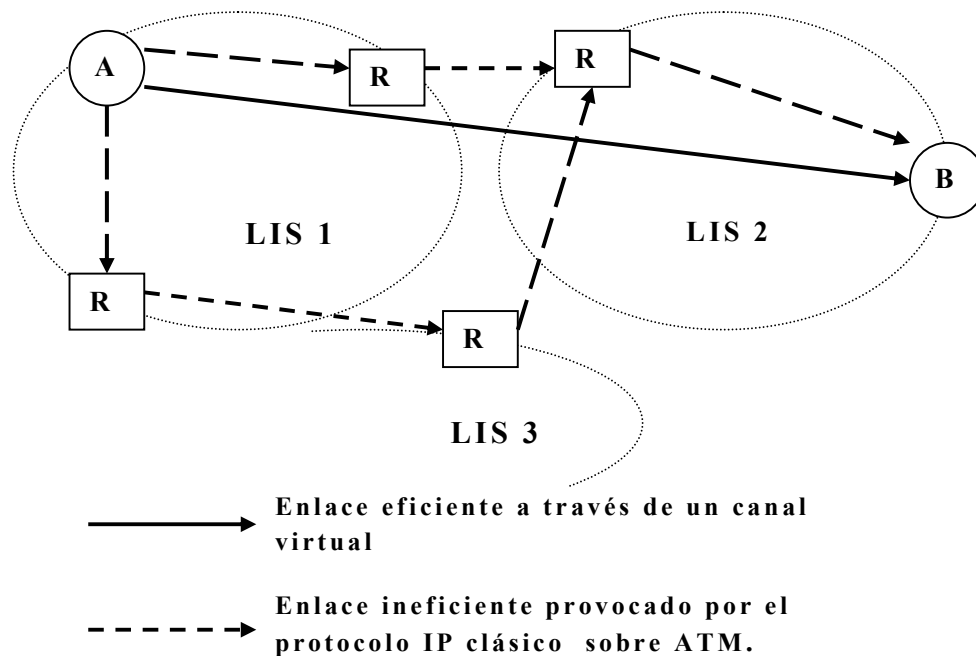 A
R
R
B
LIS 1
LIS 2
R
R
LIS 3
Enlace eficiente a través de un canal
virtual
Enlace ineficiente provocado por el
protocolo IP clásico sobre ATM.